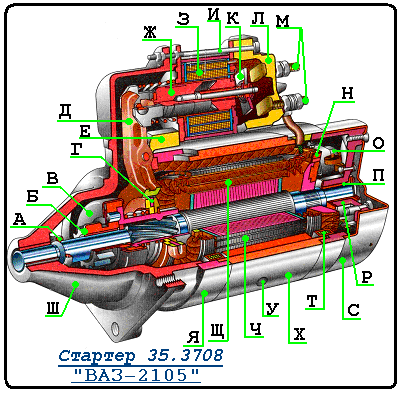 И
З К Л
М
Ж
Д Н
Е О
Г
В П
Б
А
Р
Ш Т С
Я Щ Ч У Х
Стартер 35.3708
"ВАЗ-2105"